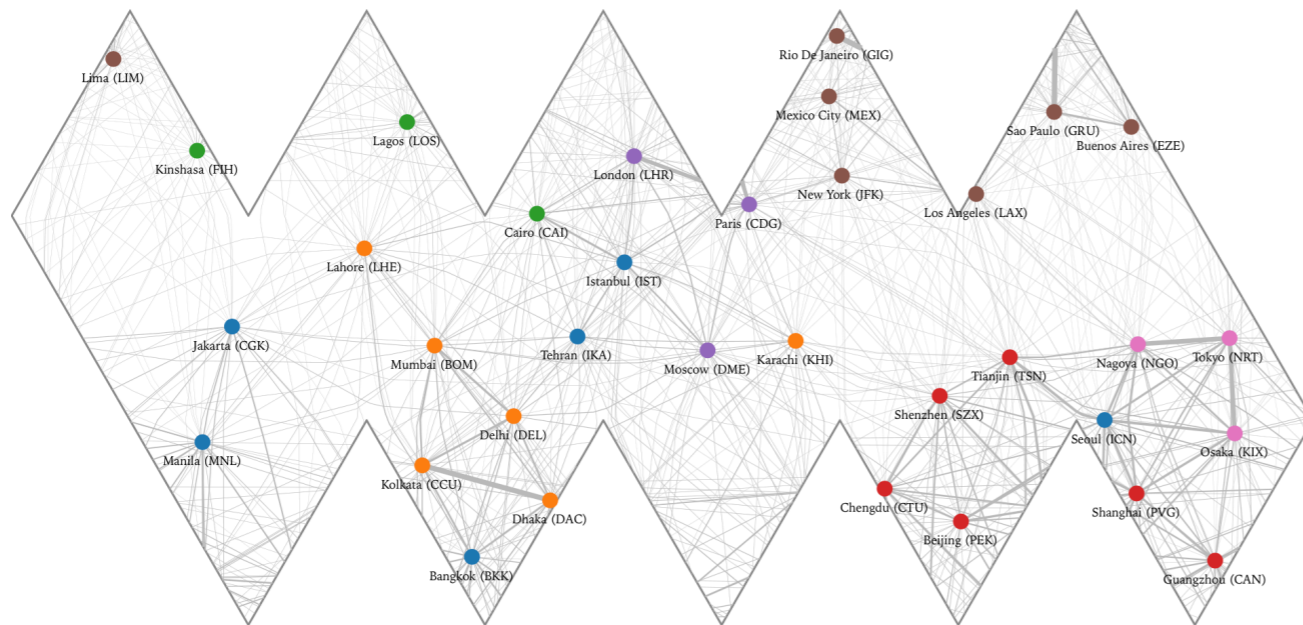 Rio De Janeiro (GIG)
Lima (LIM)
Mexico City (MEX)
Sao Paulo (GRU)
Lagos (LOS)
Buenos Aires (EZE)
Kinshasa (FIH)
London (LHR)
New York (JFK)
Los Angeles (LAX)
Paris (CDG)
Cairo (CAI)
Lahore (LHE)
Istanbul (IST)
Jakarta (CGK)
Tokyo (NRT)
Tehran (IKA)
Karachi (KHI)
Nagoya (NGO)
Mumbai (BOM)
Moscow (DME)
Tianjin (TSN)
Shenzhen (SZX)
Delhi (DEL)
Seoul (ICN)
Osaka (KIX)
Manila (MNL)
Kolkata (CCU)
Chengdu (CTU)
Shanghai (PVG)
Dhaka (DAC)
Beijing (PEK)
Bangkok (BKK)
Guangzhou (CAN)